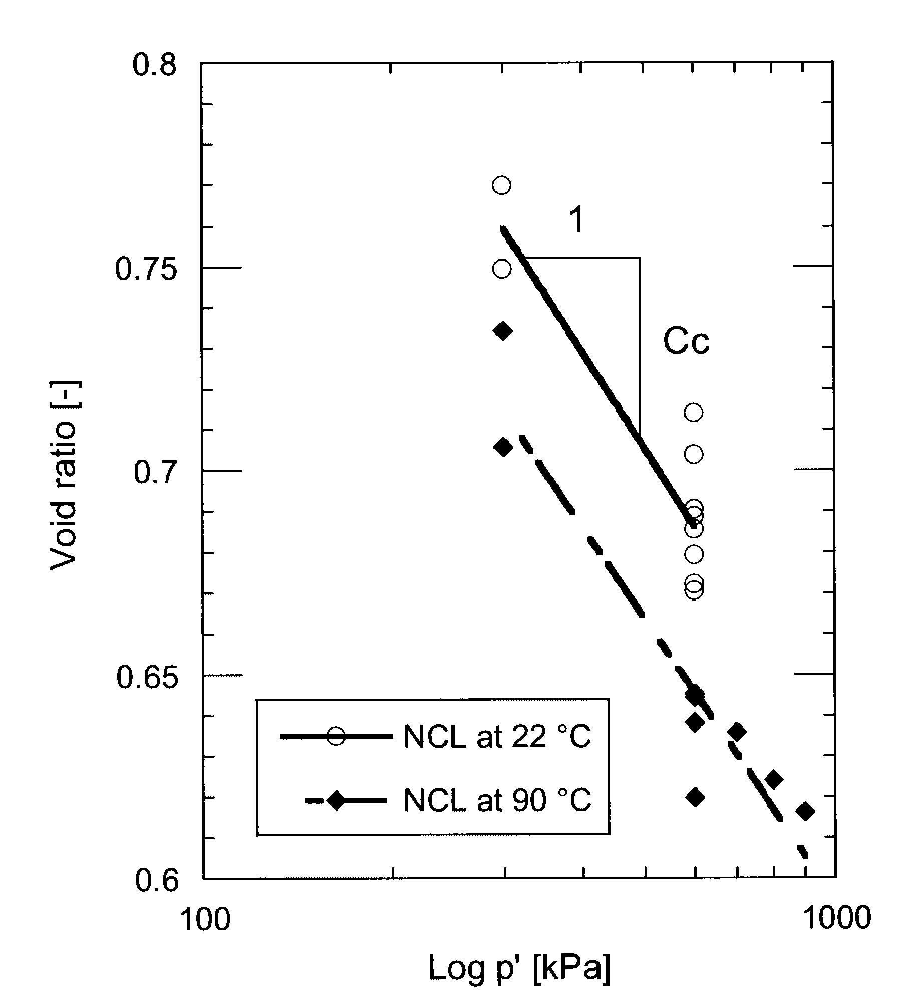 0.8
1
0.75
Cc
0.7
Void ratio [-]
0.65
NCL at 22 °C
NCL at 90 °C
0.6
100
1000
Log p' [kPa]